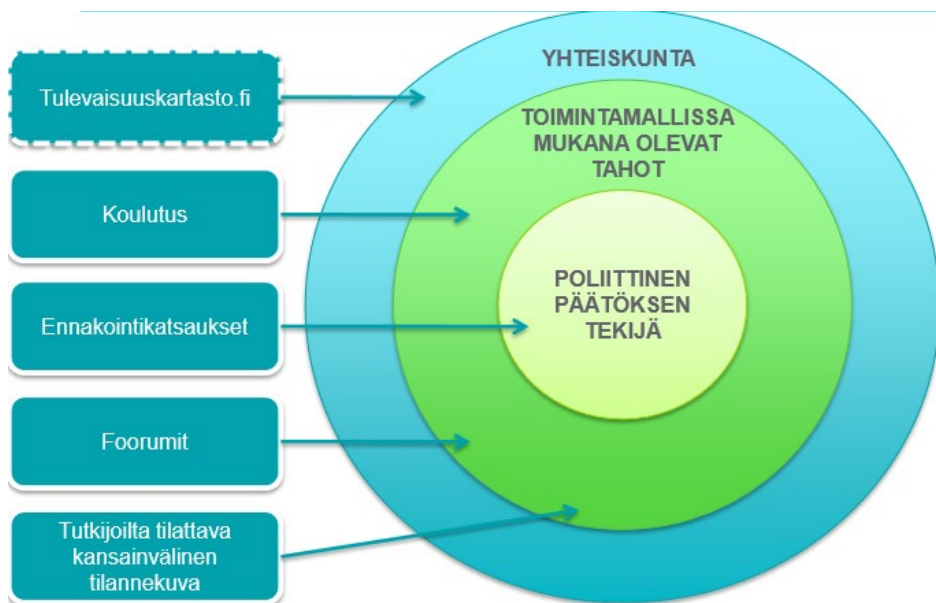 Tulevaisuuskartasto.fi
Koulutus
Ennakointikatsaukset
Foorumit
Tutkijoilta tilattava
kansainvälinen
tilannekuva
YHTEISKUNTA
TOIMINTAMALLISSA
MUKANA OLEVAT
TAHOT
POLIITTINEN
PÄÄTÖKSEN
TEKIJÄ